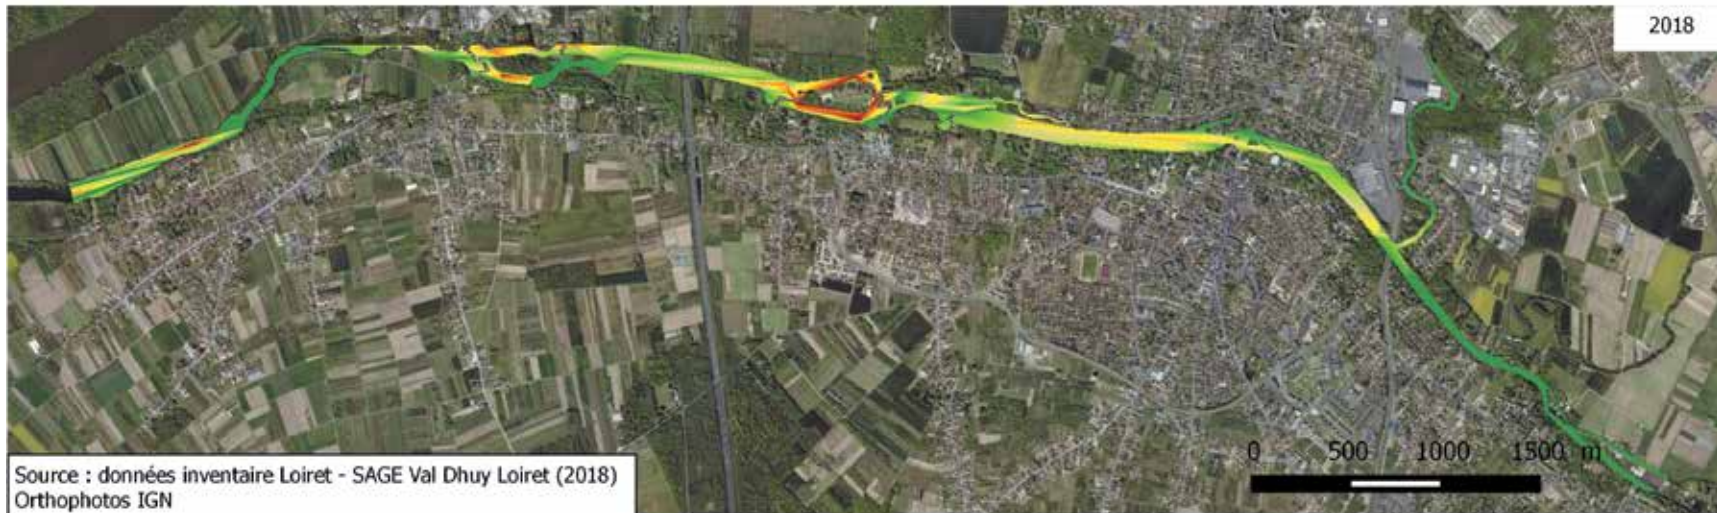 2018
0 500 1000 1500 m
Source : données inventaire Loiret - SAGE Val Dhuy Loiret (2018)
Orthophotos IGN